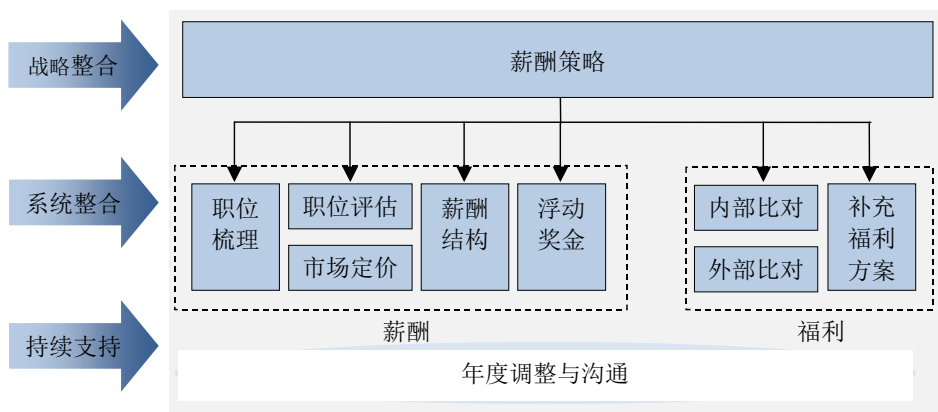 战略整合
薪酬策略
系统整合
职位
梳理
职位评估
市场定价
薪酬
结构
浮动
奖金
内部比对
外部比对
补充
福利
方案
薪酬
福利
持续支持
年度调整与沟通